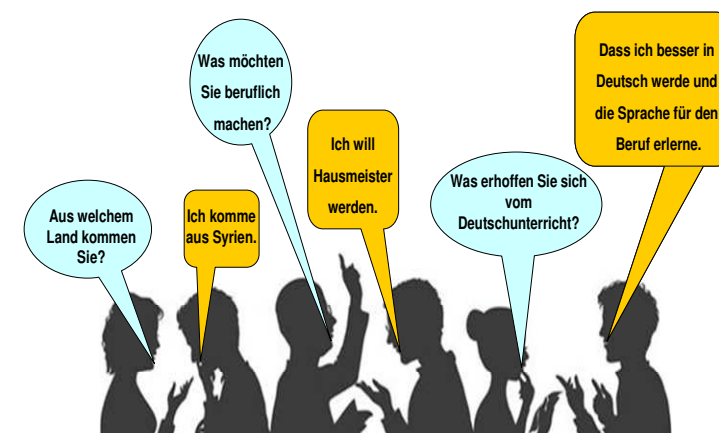 Aus welchem
Land kommen
Sie?
Ich komme
aus Syrien.
Was möchten
Sie beruflich
machen?
Ich will
Hausmeister
werden.
Was erhoffen Sie sich
vom
Deutschunterricht?
Dass ich besser in
Deutsch werde und
die Sprache für den
Beruf erlerne.